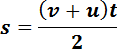 s = (v + u)t / 2